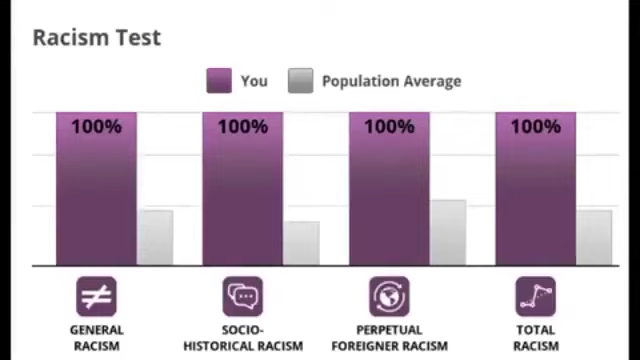 Racism Test
You
Population Average
100%
100%
100%
100%
GENERAL
RACISM
SOCIO-
HISTORICAL RACISM
PERPETUAL
FOREIGNER RACISM
TOTAL
RACISM